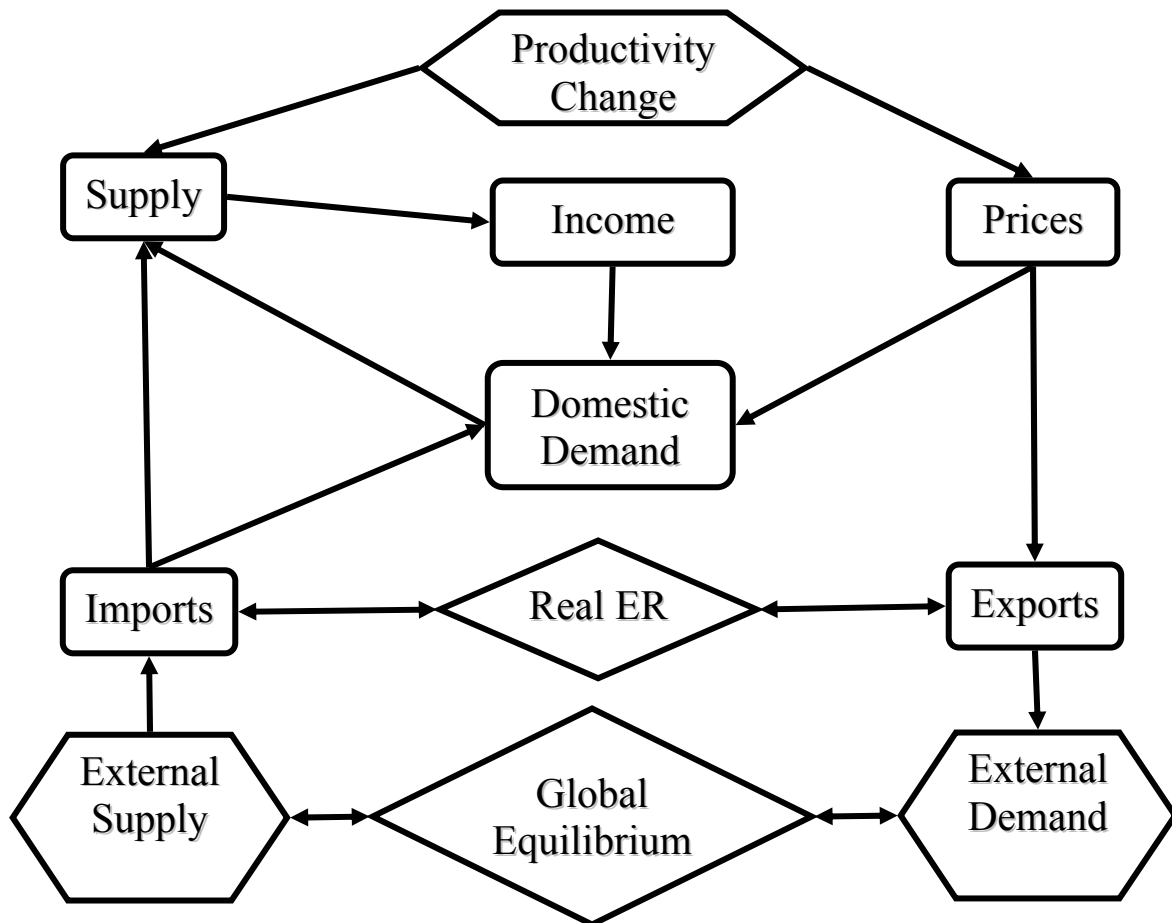 Productivity
Change
Supply
Income
Prices
Domestic
Demand
Imports
Real ER
Exports
External
Supply
Global
Equilibrium
External
Demand